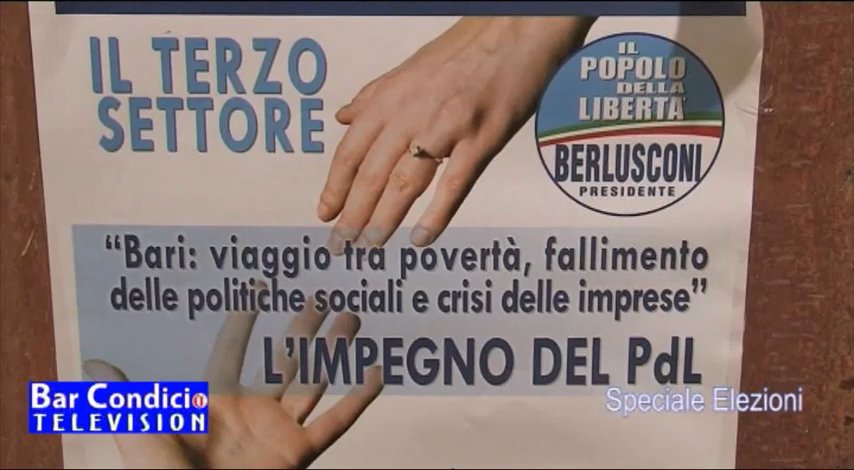 IL TERZO
SETTORE
IL
POPOLO
DELLA
LIBERTÀ
BERLUSCONI
PRESIDENTE
“Bari: viaggio tra povertà, fallimento
delle politiche sociali e crisi delle imprese”
L'IMPEGNO DEL PdL
Speciale Elezioni
Bar Condicio
TELEVISION